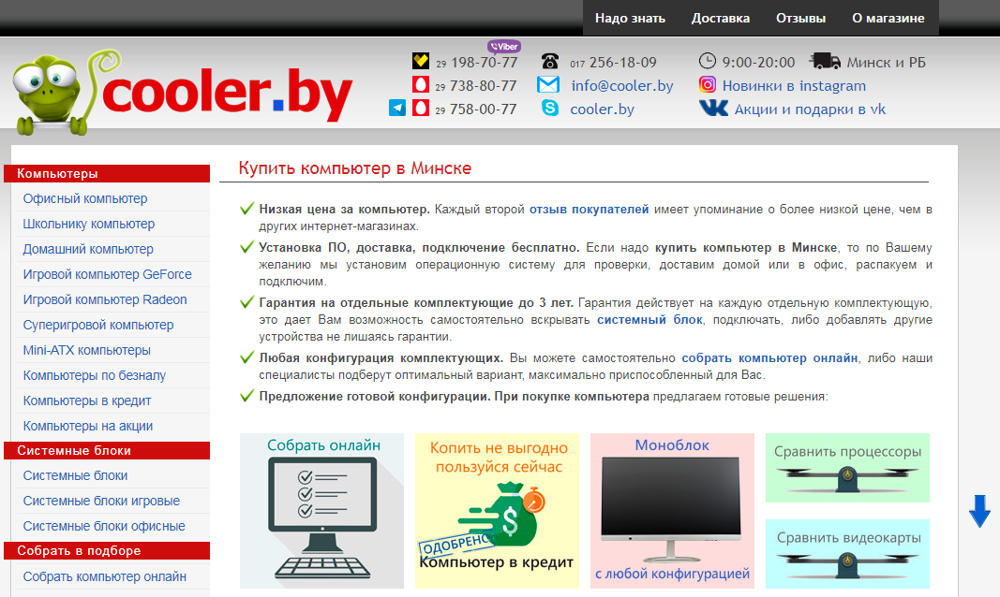 Надо знать Доставка Отзывы О магазине
Viber
cooler.by
29 198-70-77 017 256-18-09 9:00-20:00 Минск и РБ
29 738-80-77 info@cooler.by Новинки в instagram
29 758-00-77 cooler.by Акции и подарки в vk
Компьютеры
Офисный компьютер
Школьнику компьютер
Домашний компьютер
Игровой компьютер GeForce
Игровой компьютер Radeon
Суперигровой компьютер
Mini-ATX компьютеры
Компьютеры по безналу
Компьютеры в кредит
Компьютеры на акции
Системные блоки
Системные блоки
Системные блоки игровые
Системные блоки офисные
Собрать в подборе
Собрать компьютер онлайн
Купить компьютер в Минске
Низкая цена за компьютер. Каждый второй отзыв покупателей имеет упоминание о более низкой цене, чем в
других интернет-магазинах.
Установка ПО, доставка, подключение бесплатно. Если надо купить компьютер в Минске, то по Вашему
желанию мы установим операционную систему для проверки, доставим домой или в офис, распакуем и
подключим.
Гарантия на отдельные комплектующие до 3 лет. Гарантия действует на каждую отдельную комплектующую,
это дает Вам возможность самостоятельно вскрывать системный блок, подключать, либо добавлять другие
устройства не лишаясь гарантии.
Любая конфигурация комплектующих. Вы можете самостоятельно собрать компьютер онлайн, либо наши
специалисты подберут оптимальный вариант, максимально приспособленный для Вас.
Предложение готовой конфигурации. При покупке компьютера предлагаем готовые решения:
Собрать онлайн
Копить не выгодно
пользуйся сейчас
$
ОДОБРЕНО
Компьютер в кредит
Моноблок
с любой конфигурацией
Сравнить процессоры
Сравнить видеокарты